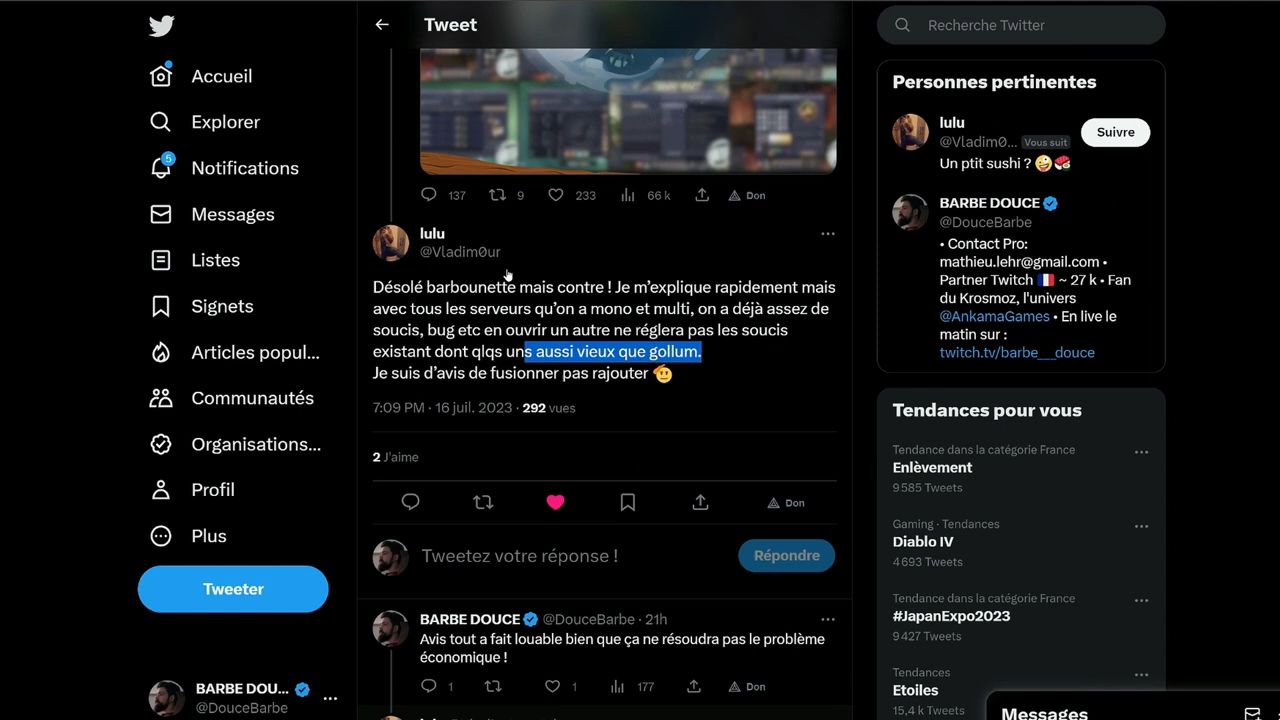 Accueil
Explorer
5
Notifications
Messages
Listes
Signets
Articles popul...
Communautés
Organisations...
Profil
Plus
Tweeter
BARBE DOU...
@DouceBarbe
Tweet
137
9
233
66 k
Don
lulu
@Vladim0ur
Désolé barbounette mais contre ! Je m’explique rapidement mais
avec tous les serveurs qu’on a mono et multi, on a déjà assez de
soucis, bug etc en ouvrir un autre ne réglera pas les soucis
existant dont qlqs uns aussi vieux que gollum.
Je suis d’avis de fusionner pas rajouter
7:09 PM · 16 juil. 2023 · 292 vues
2 J'aime
Don
Tweetez votre réponse !
Répondre
BARBE DOUCE @DouceBarbe · 21h
Avis tout a fait louable bien que ça ne résoudra pas le problème
économique !
1
1
177
Don
Recherche Twitter
Personnes pertinentes
lulu
@Vladim0... Vous suit
Suivre
Un ptit sushi ?
BARBE DOUCE
@DouceBarbe
• Contact Pro:
mathieu.lehr@gmail.com •
Partner Twitch ~ 27 k • Fan
du Krosmoz, l'univers
@AnkamaGames • En live le
matin sur :
twitch.tv/barbe__douce
Tendances pour vous
Tendance dans la catégorie France
Enlèvement
9 585 Tweets
Gaming · Tendances
Diablo IV
4 693 Tweets
Tendance dans la catégorie France
#JapanExpo2023
9 427 Tweets
Tendances
Etoiles
15,4 k Tweets
Messages